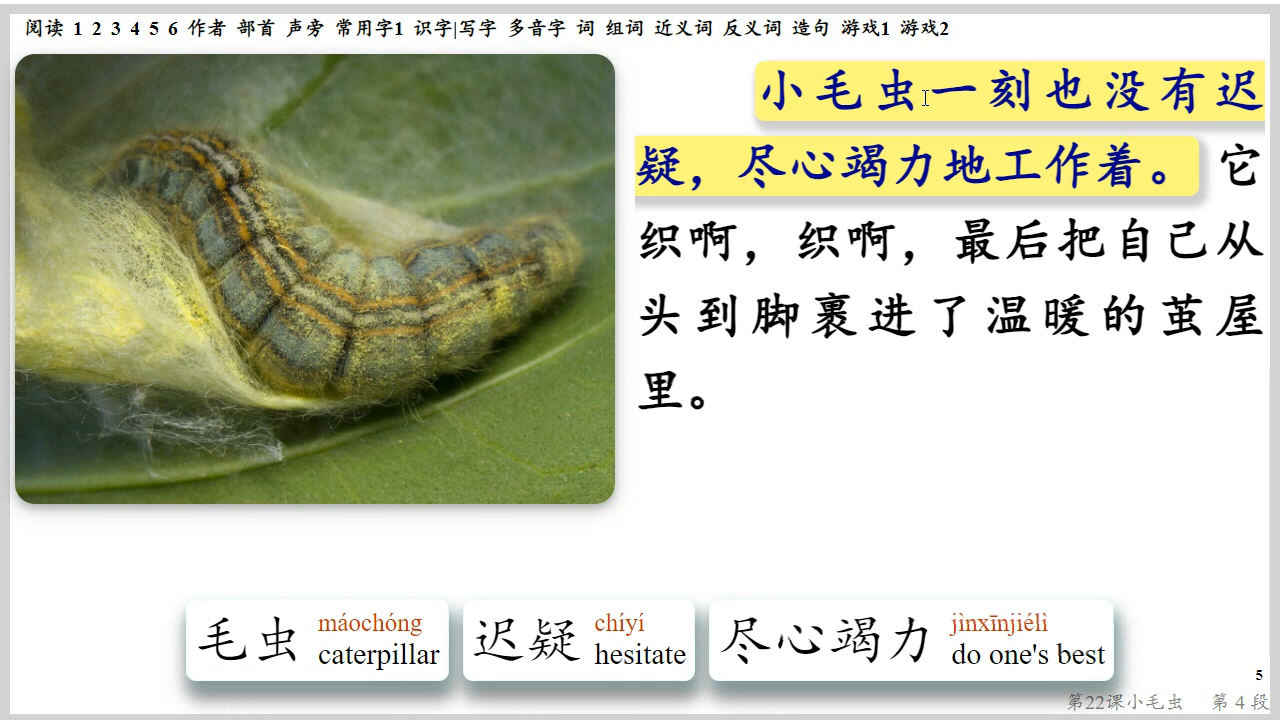 阅读 1 2 3 4 5 6 作者 部首 声旁 常用字1 识字|写字 多音字 词 组词 近义词 反义词 造句 游戏1 游戏2
小毛虫一刻也没有迟
疑，尽心竭力地工作着。它
织啊，织啊，最后把自己从
头到脚裹进了温暖的茧屋
里。
毛虫 máochóng caterpillar
迟疑 chíyí hesitate
尽心竭力 jìnxīnjiélì do one's best
5
第22课小毛虫 第 4 段